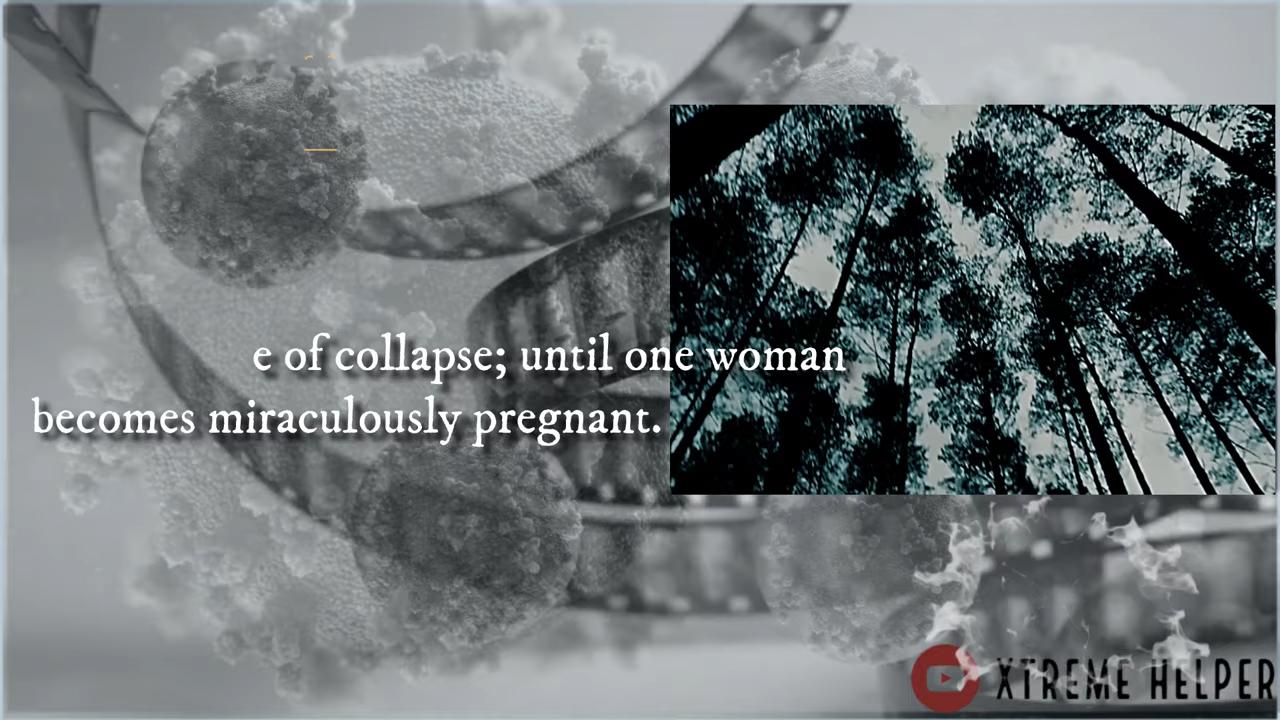 e of collapse; until one woman
becomes miraculously pregnant.
XTREME HELPER